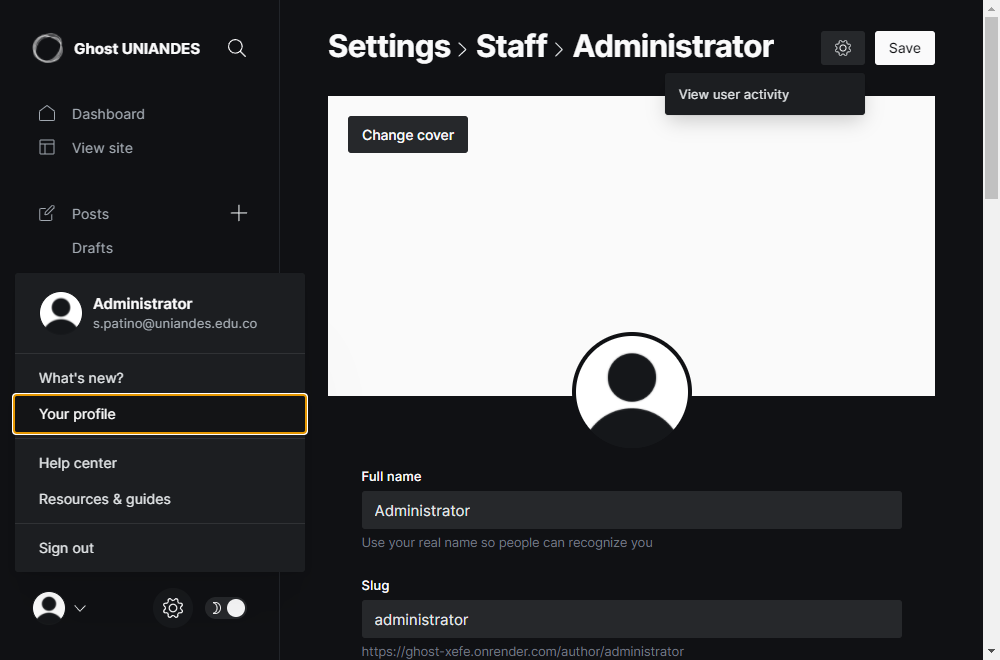 Ghost UNIANDES
Dashboard
View site
Posts
Drafts
Administrator
s.patino@uniandes.edu.co
What's new?
Your profile
Help center
Resources & guides
Sign out
Settings > Staff > Administrator
Save
View user activity
Change cover
Full name
Administrator
Use your real name so people can recognize you
Slug
administrator
https://ghost-xefe.onrender.com/author/administrator